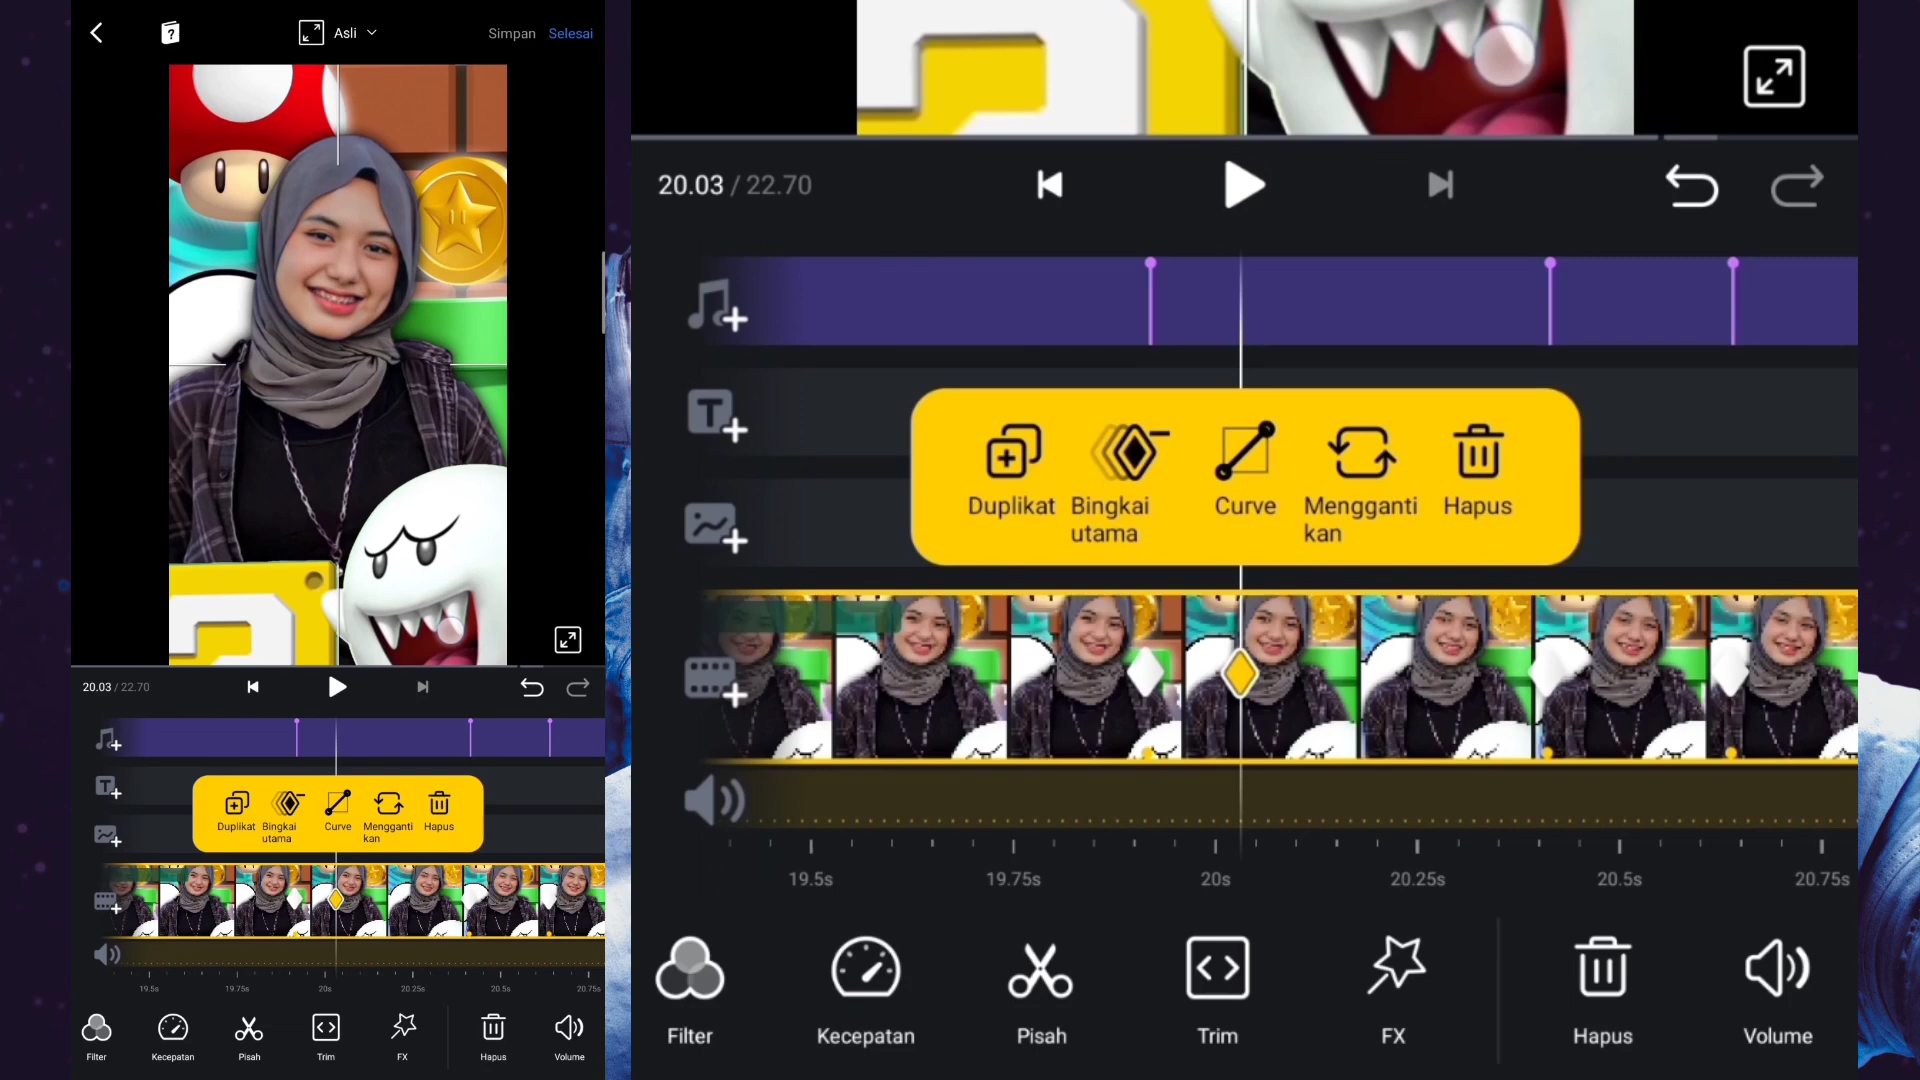 Asli
Simpan Selesai
20.03 / 22.70
Duplikat Bingkai utama Curve Mengganti kan Hapus
19.5s 19.75s 20s 20.25s 20.5s 20.75s
Filter Kecepatan Pisah Trim FX Hapus Volume
20.03 / 22.70
Duplikat Bingkai utama Curve Mengganti kan Hapus
19.5s 19.75s 20s 20.25s 20.5s 20.75s
Filter Kecepatan Pisah Trim FX Hapus Volume